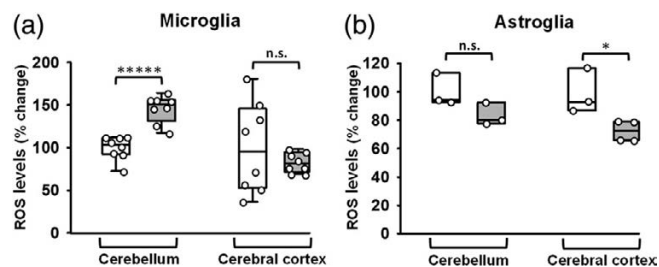 (a)
Microglia
ROS levels (% change)
200
150
100
50
0
*****
n.s.
Cerebellum
Cerebral cortex
(b)
Astroglia
ROS levels (% change)
120
100
80
60
40
20
0
n.s.
*
Cerebellum
Cerebral cortex